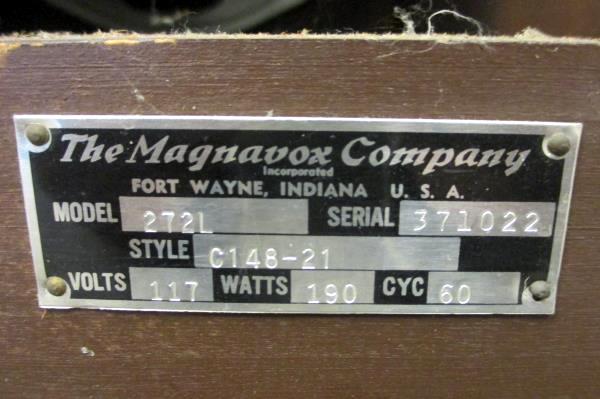 The Magnavox Company
Incorporated
FORT WAYNE, INDIANA U. S. A.
MODEL 272L SERIAL 371022
STYLE C148-21
VOLTS 117 WATTS 190 CYC 60